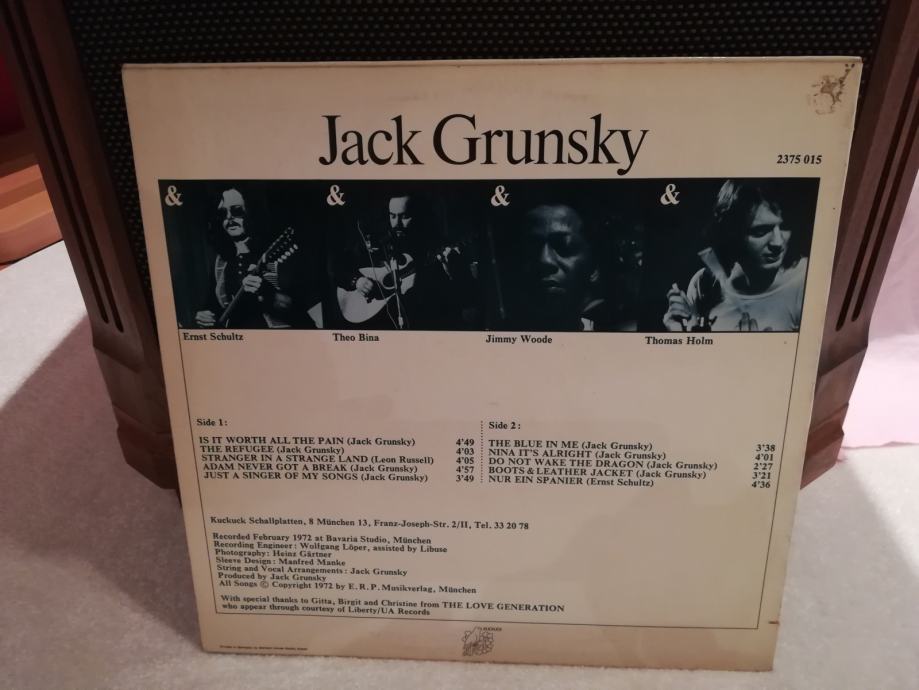 Jack Grunsky
2375 015
& & & &
Ernst Schultz Theo Bina Jimmy Woode Thomas Holm
Side 1:
IS IT WORTH ALL THE PAIN (Jack Grunsky) 4'49
THE REFUGEE (Jack Grunsky) 4'03
STRANGER IN A STRANGE LAND (Leon Russell) 4'05
ADAM NEVER GOT A BREAK (Jack Grunsky) 4'57
JUST A SINGER OF MY SONGS (Jack Grunsky) 3'49
Side 2:
THE BLUE IN ME (Jack Grunsky) 3'38
NINA IT'S ALRIGHT (Jack Grunsky) 4'01
DO NOT WAKE THE DRAGON (Jack Grunsky) 2'27
BOOTS & LEATHER JACKET (Jack Grunsky) 3'21
NUR EIN SPANIER (Ernst Schultz) 4'36
Kuckuck Schallplatten, 8 München 13, Franz-Joseph-Str. 2/II, Tel. 33 20 78
Recorded February 1972 at Bavaria Studio, München
Recording Engineer: Wolfgang Löper, assisted by Libuse
Photography: Heinz Gärtner
Sleeve Design: Manfred Manke
String and Vocal Arrangements: Jack Grunsky
Produced by Jack Grunsky
All Songs © Copyright 1972 by E.R.P. Musikverlag, München
With special thanks to Gitta, Birgit and Christine from THE LOVE GENERATION
who appear through courtesy of Liberty/UA Records
KUCKUCK